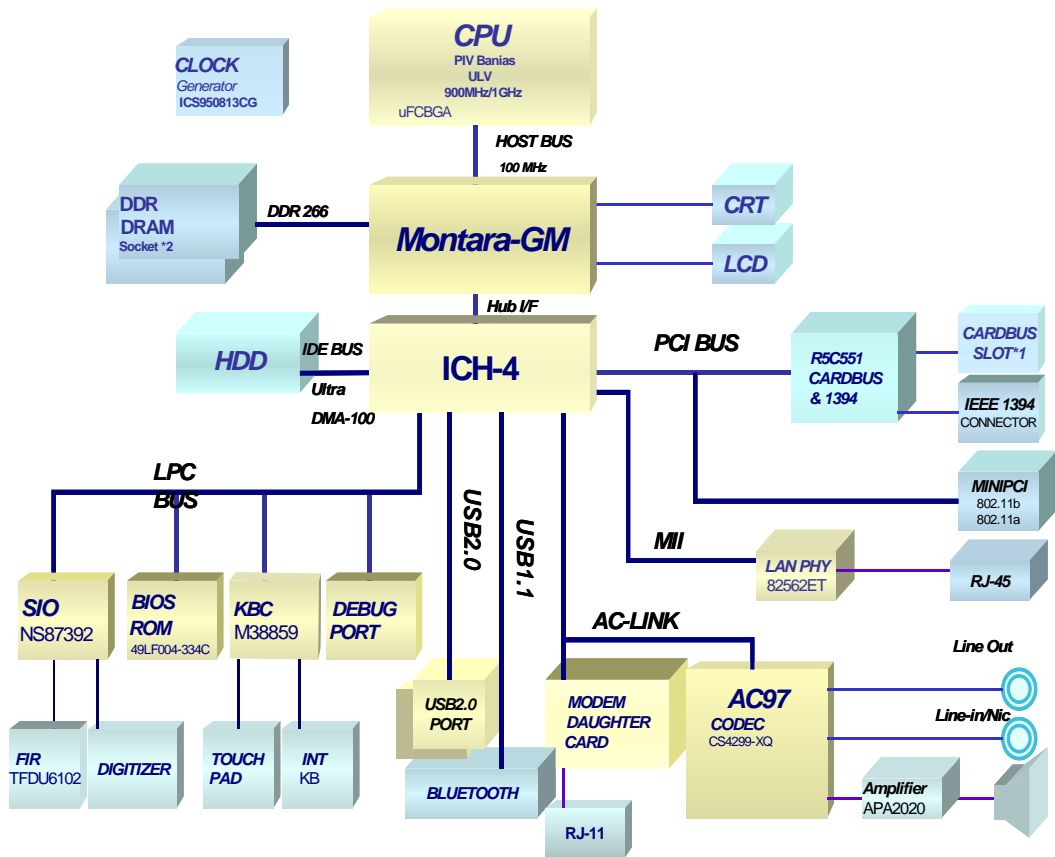 CPU
PIV Banias
ULV
900MHz/1GHz
uFCBGA
CLOCK
Generator
ICS950813CG
HOST BUS
100 MHz
DDR
DRAM
Socket *2
DDR 266
Montara-GM
CRT
LCD
Hub I/F
HDD
IDE BUS
Ultra
DMA-100
ICH-4
PCI BUS
R5C551
CARDBUS
& 1394
CARDBUS
SLOT*1
IEEE 1394
CONNECTOR
MINIPCI
802.11b
802.11a
LPC
BUS
USB2.0
USB1.1
MII
LAN PHY
82562ET
RJ-45
SIO
NS87392
BIOS
ROM
49LF004-334C
KBC
M38859
DEBUG
PORT
AC-LINK
FIR
TFDU6102
DIGITIZER
TOUCH
PAD
INT
KB
USB2.0
PORT
BLUETOOTH
MODEM
DAUGHTER
CARD
RJ-11
AC97
CODEC
CS4299-XQ
Line Out
Line-in/Nic
Amplifier
APA2020